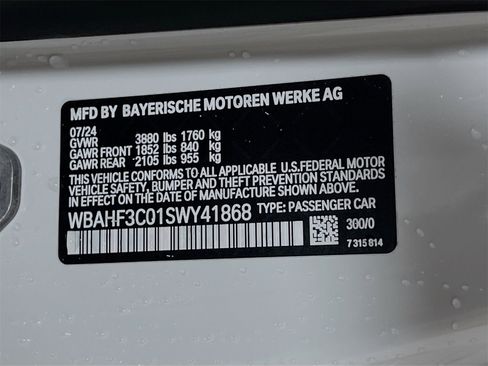 MFD BY BAYERISCHE MOTOREN WERKE AG
07/24
GVWR 3880 lbs 1760 kg
GAWR FRONT 1852 lbs 840 kg
GAWR REAR 2105 lbs 955 kg
THIS VEHICLE CONFORMS TO ALL APPLICABLE U.S.FEDERAL MOTOR
VEHICLE SAFETY, BUMPER AND THEFT PREVENTION STANDARDS IN
EFFECT ON THE DATE OF MANUFACTURE SHOWN ABOVE.
WBAHF3C01SWY41868 TYPE: PASSENGER CAR
300/0
7 315 814